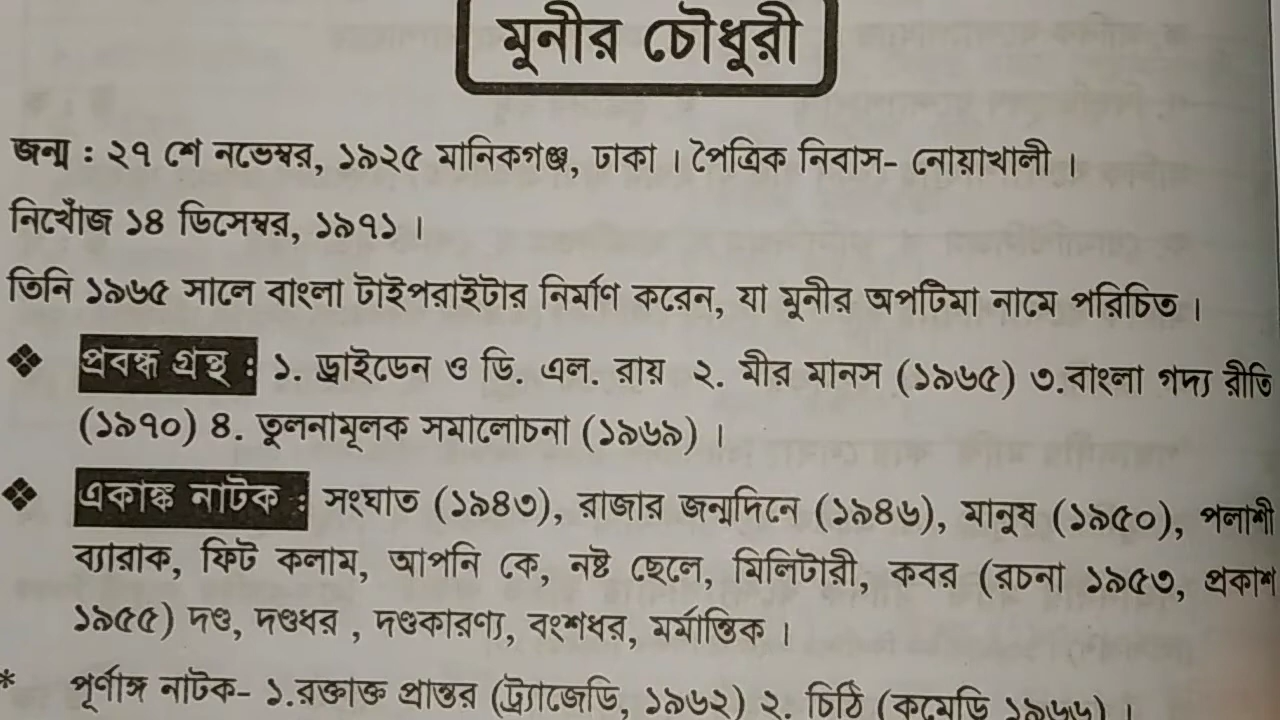 মুনীর চৌধুরী
জন্ম : ২৭ শে নভেম্বর, ১৯২৫ মানিকগঞ্জ, ঢাকা । পৈত্রিক নিবাস- নোয়াখালী ।
নিখোঁজ ১৪ ডিসেম্বর, ১৯৭১ ।
তিনি ১৯৬৫ সালে বাংলা টাইপরাইটার নির্মাণ করেন, যা মুনীর অপটিমা নামে পরিচিত ।
❖ প্রবন্ধ গ্রন্থ : ১. ড্রাইডেন ও ডি. এল. রায় ২. মীর মানস (১৯৬৫) ৩.বাংলা গদ্য রীতি
(১৯৭০) ৪. তুলনামূলক সমালোচনা (১৯৬৯) ।
❖ একাঙ্ক নাটক : সংঘাত (১৯৪৩), রাজার জন্মদিনে (১৯৪৬), মানুষ (১৯৫০), পলাশী
ব্যারাক, ফিট কলাম, আপনি কে, নষ্ট ছেলে, মিলিটারী, কবর (রচনা ১৯৫৩, প্রকাশ
১৯৫৫) দণ্ড, দণ্ডধর , দণ্ডকারণ্য, বংশধর, মর্মান্তিক ।
* পূর্ণাঙ্গ নাটক- ১.রক্তাক্ত প্রান্তর (ট্র্যাজেডি, ১৯৬২) ২. চিঠি (কমেডি ১৯৬৬) ।